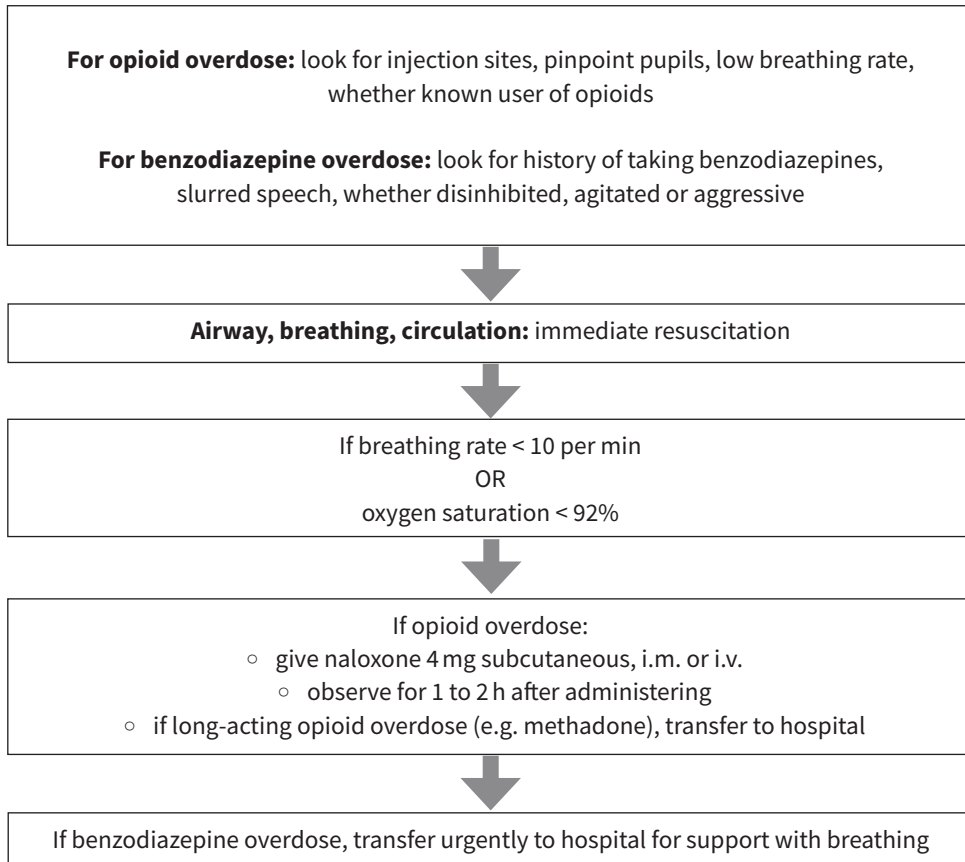 For opioid overdose: look for injection sites, pinpoint pupils, low breathing rate,
whether known user of opioids
For benzodiazepine overdose: look for history of taking benzodiazepines,
slurred speech, whether disinhibited, agitated or aggressive
Airway, breathing, circulation: immediate resuscitation
If breathing rate < 10 per min
OR
oxygen saturation < 92%
If opioid overdose:
○ give naloxone 4 mg subcutaneous, i.m. or i.v.
○ observe for 1 to 2 h after administering
○ if long-acting opioid overdose (e.g. methadone), transfer to hospital
If benzodiazepine overdose, transfer urgently to hospital for support with breathing